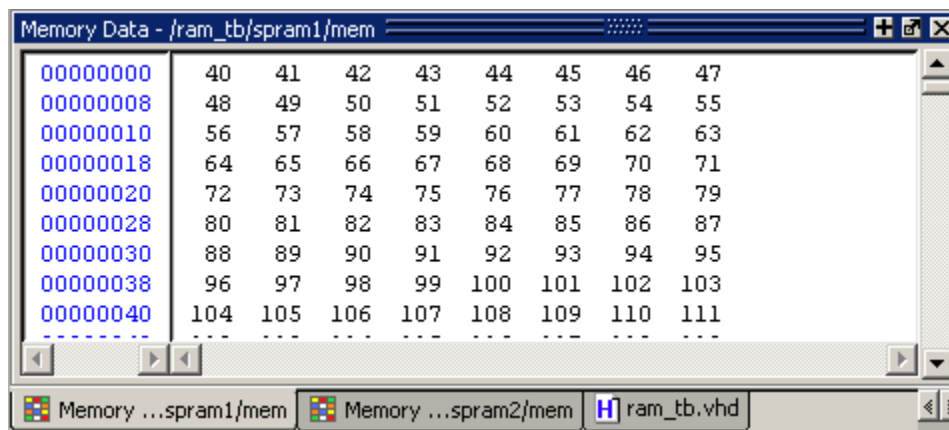 Memory Data - /ram_tb/spram1/mem
00000000 40 41 42 43 44 45 46 47
00000008 48 49 50 51 52 53 54 55
00000010 56 57 58 59 60 61 62 63
00000018 64 65 66 67 68 69 70 71
00000020 72 73 74 75 76 77 78 79
00000028 80 81 82 83 84 85 86 87
00000030 88 89 90 91 92 93 94 95
00000038 96 97 98 99 100 101 102 103
00000040 104 105 106 107 108 109 110 111
Memory ...spram1/mem Memory ...spram2/mem H ram_tb.vhd